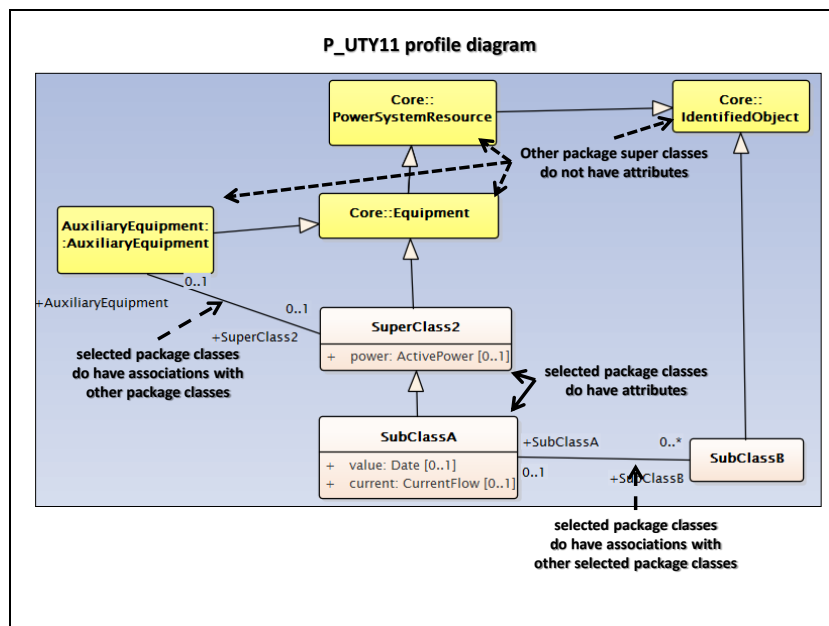 P_UTY11 profile diagram
Core::
PowerSystemResource
Core::
IdentifiedObject
Other package super classes
do not have attributes
AuxiliaryEquipment:
:AuxiliaryEquipment
Core::Equipment
0..1
+AuxiliaryEquipment
0..1
+SuperClass2
SuperClass2
+ power: ActivePower [0..1]
selected package classes
do have associations with
other package classes
selected package classes
do have attributes
SubClassA
+ value: Date [0..1]
+ current: CurrentFlow [0..1]
+SubClassA
0..*
0..1
+SubClassB
SubClassB
selected package classes
do have associations with
other selected package classes